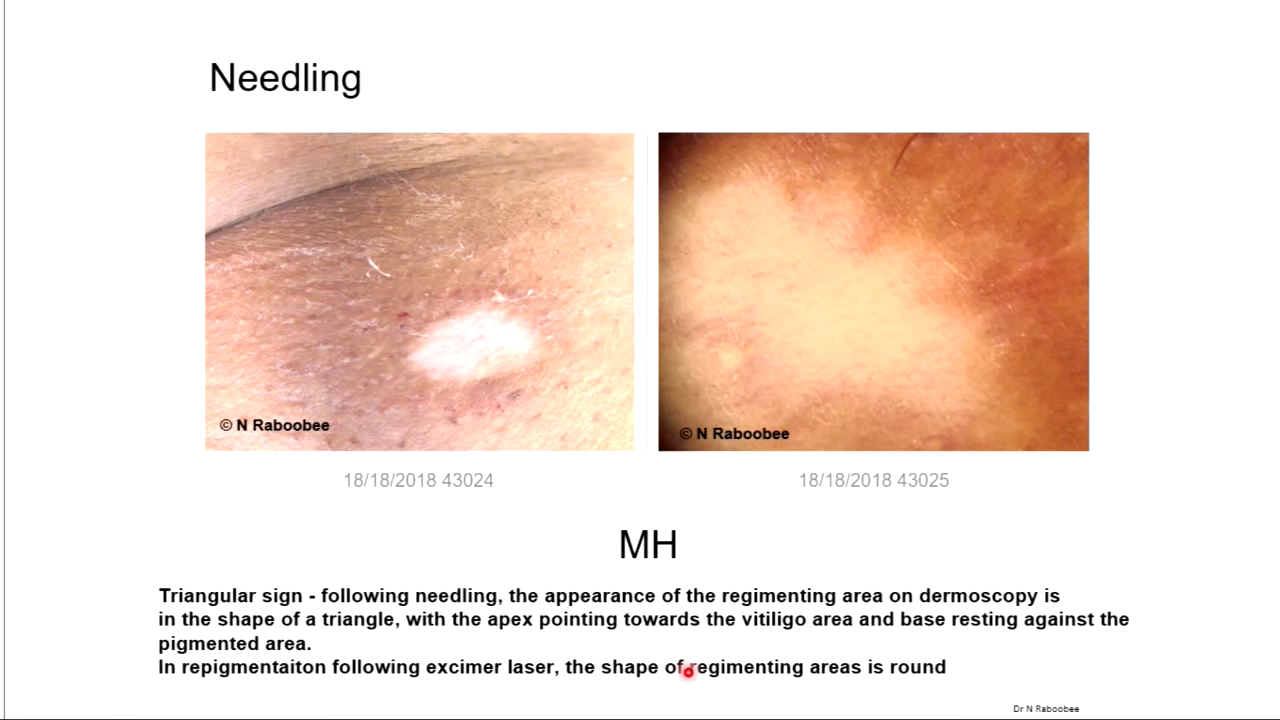 Needling
© N Raboobee
© N Raboobee
18/18/2018 43024
18/18/2018 43025
MH
Triangular sign - following needling, the appearance of the regimenting area on dermoscopy is
in the shape of a triangle, with the apex pointing towards the vitiligo area and base resting against the
pigmented area.
In repigmentaiton following excimer laser, the shape of regimenting areas is round
Dr N Raboobee